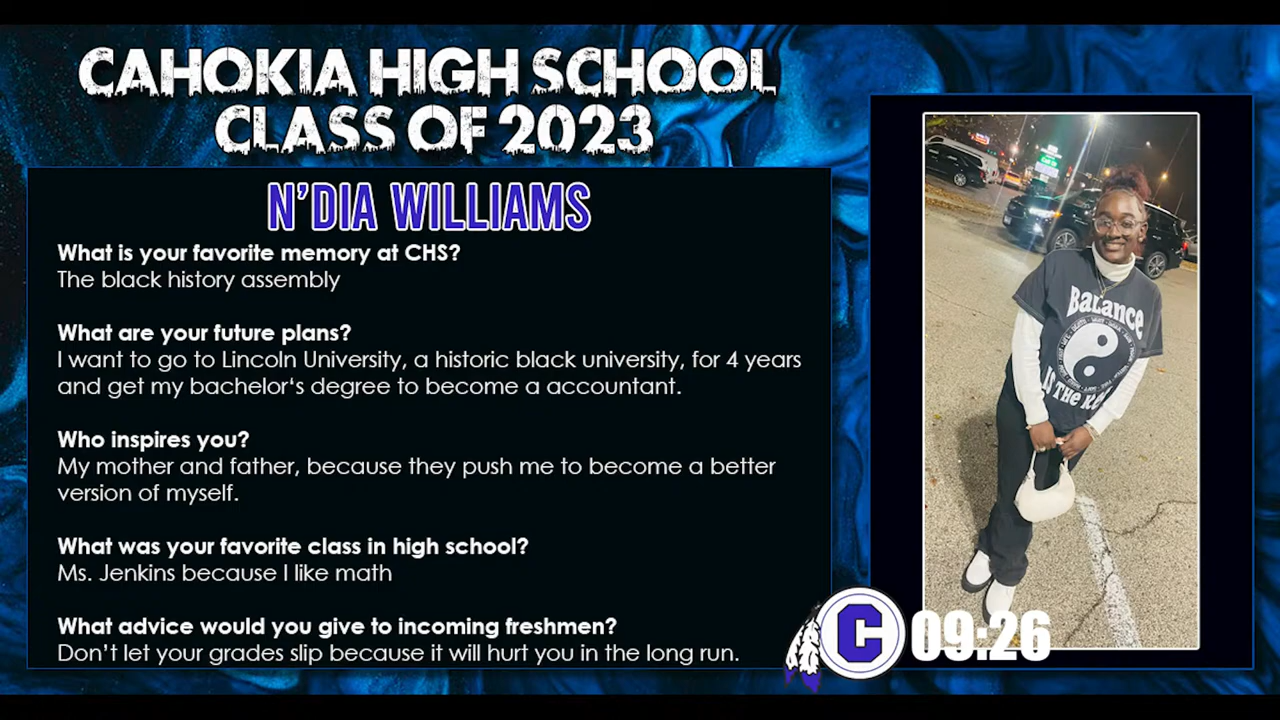 CAHOKIA HIGH SCHOOL
CLASS OF 2023
N'DIA WILLIAMS
What is your favorite memory at CHS?
The black history assembly
What are your future plans?
I want to go to Lincoln University, a historic black university, for 4 years
and get my bachelor's degree to become a accountant.
Who inspires you?
My mother and father, because they push me to become a better
version of myself.
What was your favorite class in high school?
Ms. Jenkins because I like math
What advice would you give to incoming freshmen?
Don't let your grades slip because it will hurt you in the long run.
Balance
IS THE
C
09:26